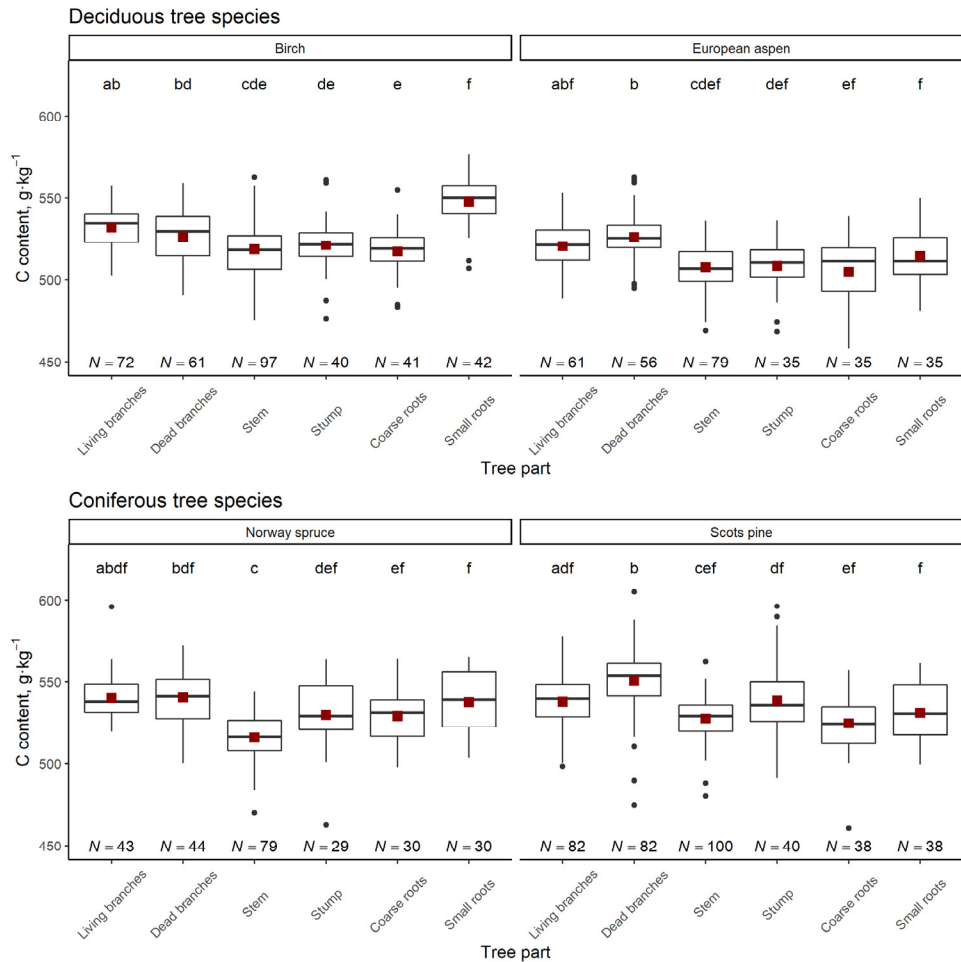 Deciduous tree species
Birch European aspen
ab bd cde de e f abf b cdef def ef f
600
550
500
450
C content, g·kg⁻¹
N = 72 N = 61 N = 97 N = 40 N = 41 N = 42 N = 61 N = 56 N = 79 N = 35 N = 35 N = 35
Living branches Dead branches Stem Stump Coarse roots Small roots Living branches Dead branches Stem Stump Coarse roots Small roots
Tree part
Coniferous tree species
Norway spruce Scots pine
abdf bdf c def ef f adf b cef df ef f
600
550
500
450
C content, g·kg⁻¹
N = 43 N = 44 N = 79 N = 29 N = 30 N = 30 N = 82 N = 82 N = 100 N = 40 N = 38 N = 38
Living branches Dead branches Stem Stump Coarse roots Small roots Living branches Dead branches Stem Stump Coarse roots Small roots
Tree part